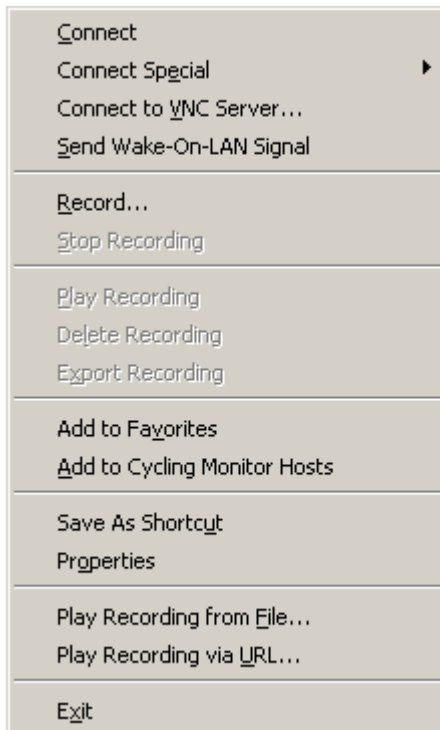 Connect
Connect Special
Connect to VNC Server...
Send Wake-On-LAN Signal
Record...
Stop Recording
Play Recording
Delete Recording
Export Recording
Add to Favorites
Add to Cycling Monitor Hosts
Save As Shortcut
Properties
Play Recording from File...
Play Recording via URL...
Exit